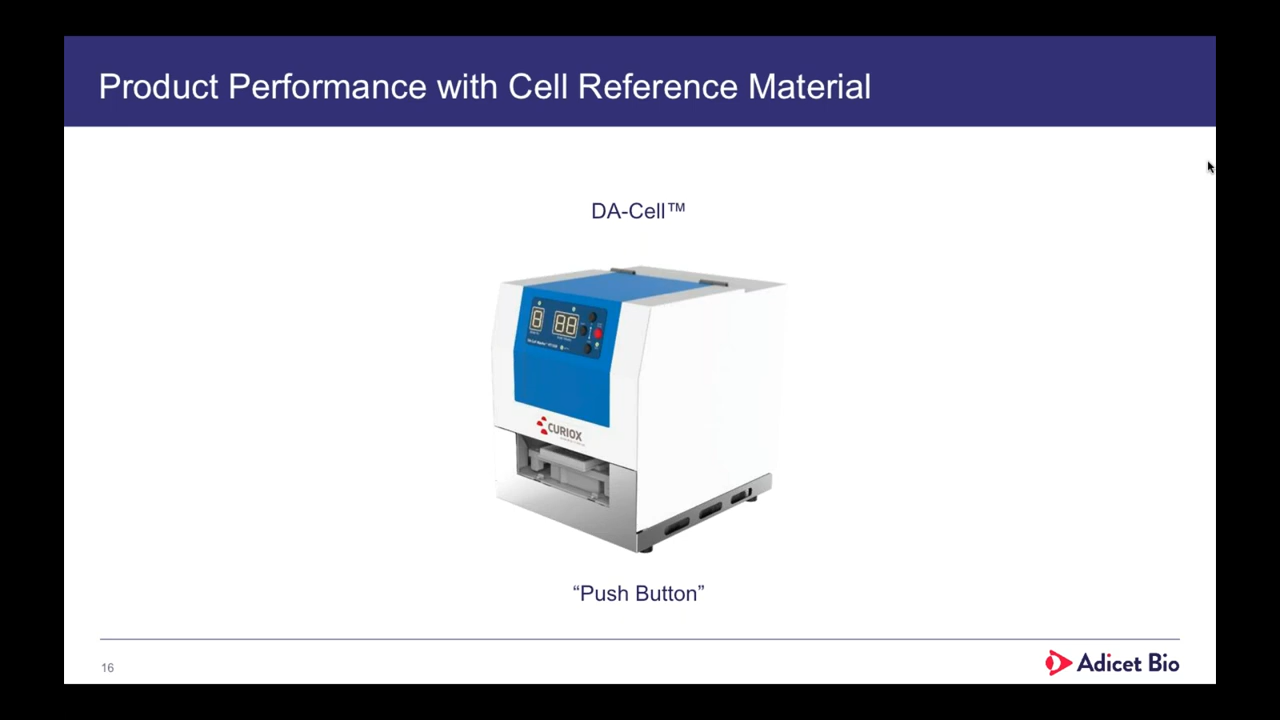 Product Performance with Cell Reference Material
DA-Cell™
CURIOX
“Push Button”
16
Adicet Bio